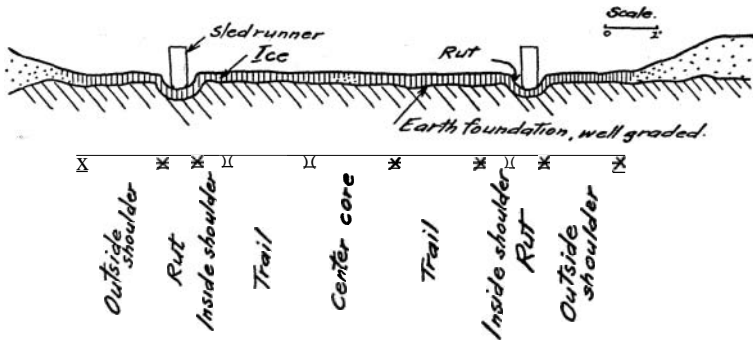 Scale.
0 1'
Sled runner
Ice
Rut
Earth foundation, well graded.
Outside
shoulder
Rut
Inside shoulder
Trail
Center core
Trail
Inside shoulder
Rut
Outside
shoulder